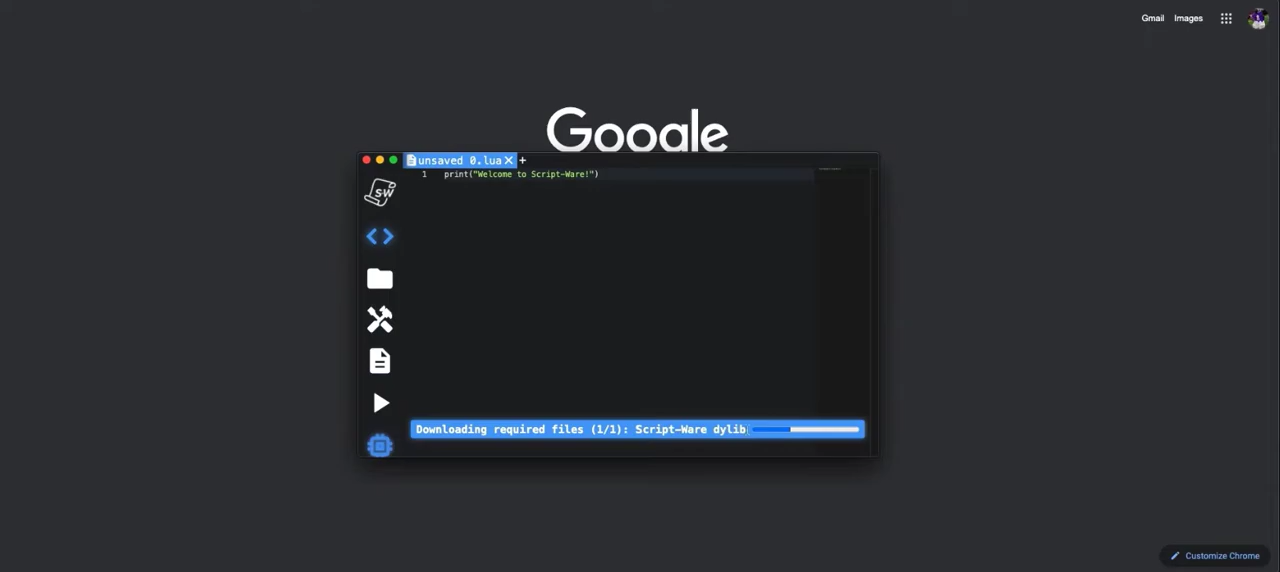 Gmail Images
Google
unsaved 0.lua
1 print("Welcome to Script-Ware!")
SW
Downloading required files (1/1): Script-Ware dylib
Customize Chrome